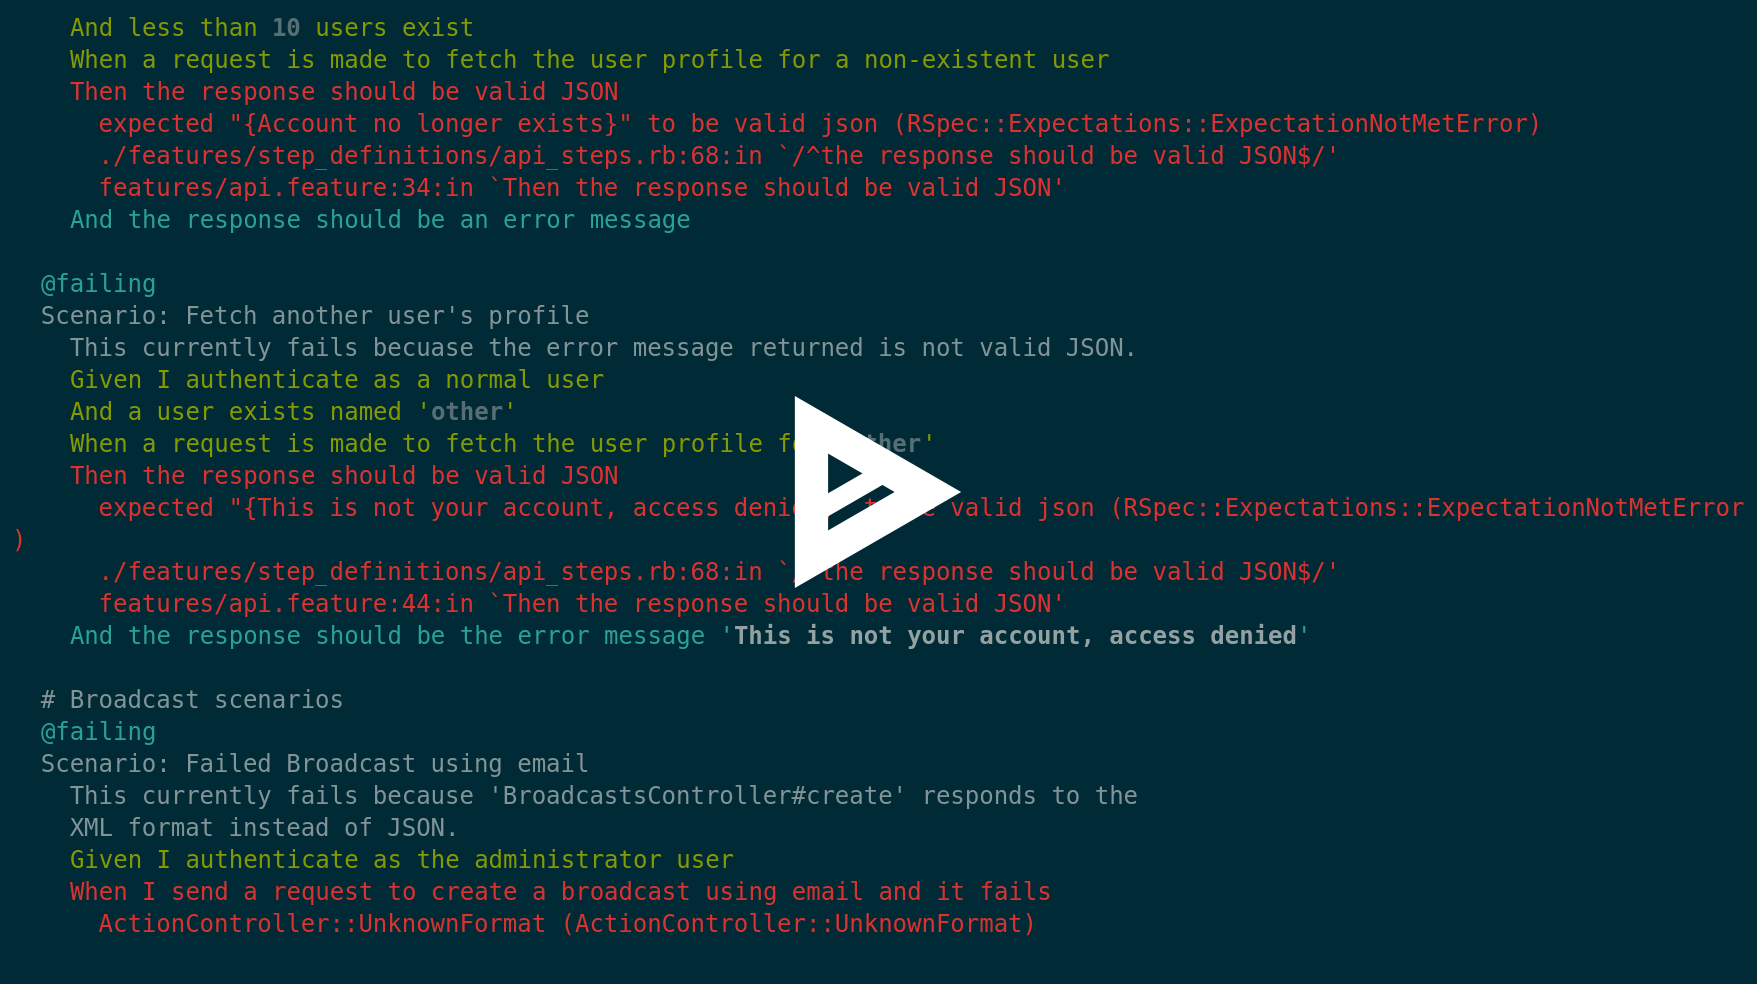 And less than 10 users exist
When a request is made to fetch the user profile for a non-existent user
Then the response should be valid JSON
expected "{Account no longer exists}" to be valid json (RSpec::Expectations::ExpectationNotMetError)
./features/step_definitions/api_steps.rb:68:in `/^the response should be valid JSON$/'
features/api.feature:34:in `Then the response should be valid JSON'
And the response should be an error message
@failing
Scenario: Fetch another user's profile
This currently fails becuase the error message returned is not valid JSON.
Given I authenticate as a normal user
And a user exists named 'other'
When a request is made to fetch the user profile '
Then the response should be valid JSON
expected "{This is not your account, access valid json (RSpec::Expectations::ExpectationNotMetError
)
./features/step_definitions/api_steps.rb:68:in `/ the response should be valid JSON$/'
features/api.feature:44:in `Then the response should be valid JSON'
And the response should be the error message 'This is not your account, access denied'
# Broadcast scenarios
@failing
Scenario: Failed Broadcast using email
This currently fails because 'BroadcastsController#create' responds to the
XML format instead of JSON.
Given I authenticate as the administrator user
When I send a request to create a broadcast using email and it fails
ActionController::UnknownFormat (ActionController::UnknownFormat)